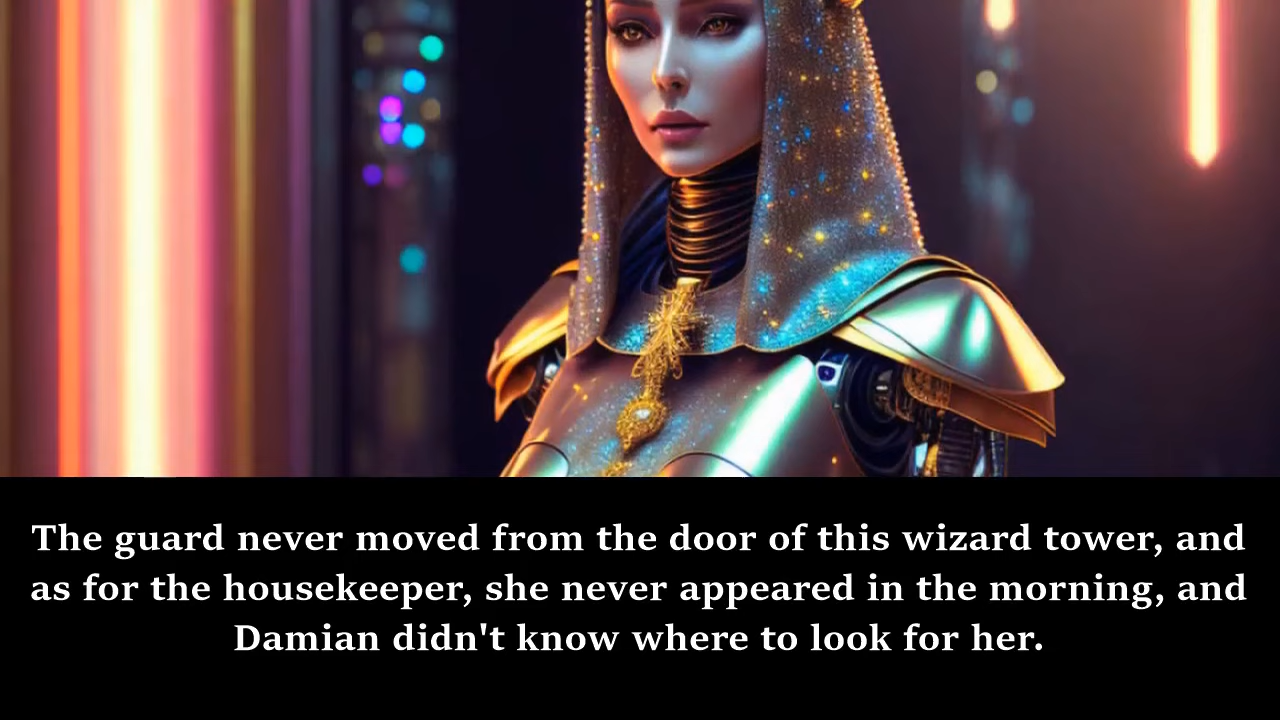 The guard never moved from the door of this wizard tower, and
as for the housekeeper, she never appeared in the morning, and
Damian didn't know where to look for her.